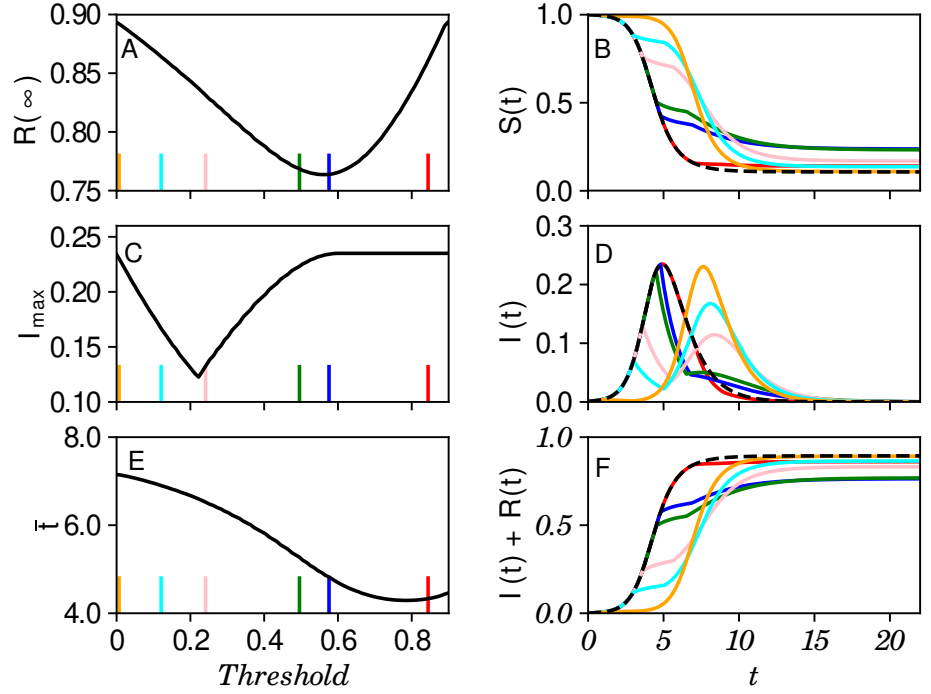 0.90
0.85
0.80
0.75
R(∞)
A
1.0
0.5
0.0
S(t)
B
0.25
0.20
0.15
0.10
I_max
C
0.3
0.2
0.1
0.0
I(t)
D
8.0
6.0
4.0
t̄
E
0 0.2 0.4 0.6 0.8
Threshold
1.0
0.5
0.0
I(t) + R(t)
F
0 5 10 15 20
t